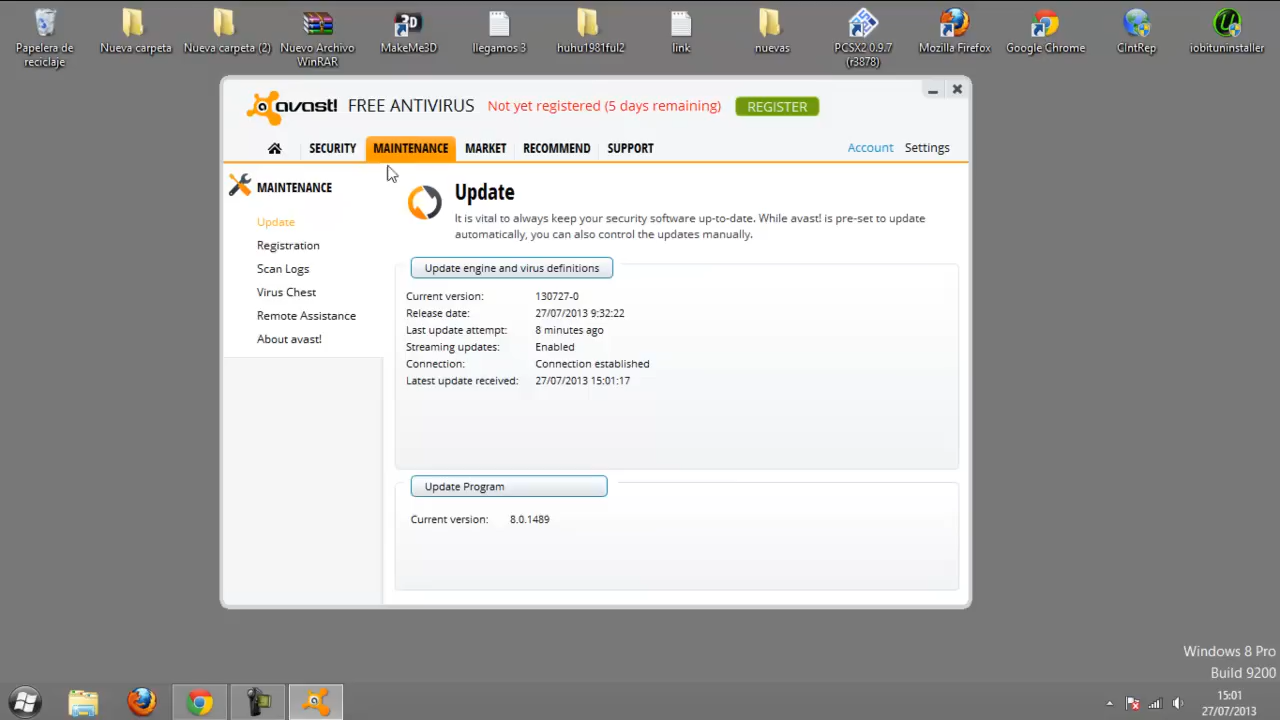 Papelera de reciclaje
Nueva carpeta
Nueva carpeta (2)
Nuevo Archivo WinRAR
MakeMe3D
llegamos 3
huhu1981ful2
link
nuevas
PCSX2 0.9.7 (r3878)
Mozilla Firefox
Google Chrome
CIntRep
iobituninstaller
avast! FREE ANTIVIRUS Not yet registered (5 days remaining) REGISTER
SECURITY MAINTENANCE MARKET RECOMMEND SUPPORT Account Settings
MAINTENANCE
Update
Registration
Scan Logs
Virus Chest
Remote Assistance
About avast!
Update
It is vital to always keep your security software up-to-date. While avast! is pre-set to update
automatically, you can also control the updates manually.
Update engine and virus definitions
Current version: 130727-0
Release date: 27/07/2013 9:32:22
Last update attempt: 8 minutes ago
Streaming updates: Enabled
Connection: Connection established
Latest update received: 27/07/2013 15:01:17
Update Program
Current version: 8.0.1489
Windows 8 Pro
Build 9200
15:01
27/07/2013